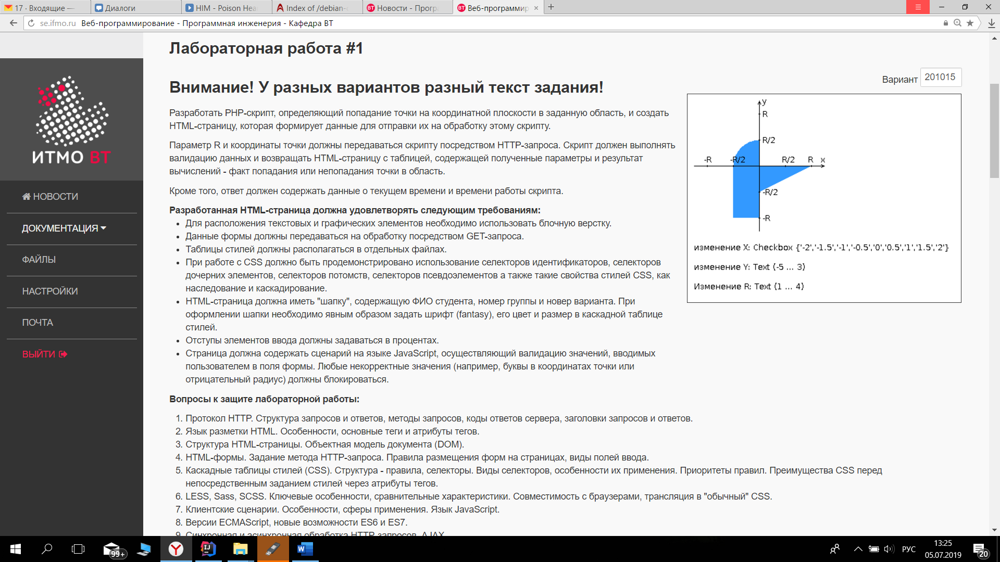 17 · Входящие —
Диалоги
HIM - Poison Hea
Index of /debian-c
Новости - Програ
Веб-программир
se.ifmo.ru Веб-программирование - Программная инженерия - Кафедра ВТ
Лабораторная работа #1
Вариант 201015
Внимание! У разных вариантов разный текст задания!
Разработать PHP-скрипт, определяющий попадание точки на координатной плоскости в заданную область, и создать
HTML-страницу, которая формирует данные для отправки их на обработку этому скрипту.
Параметр R и координаты точки должны передаваться скрипту посредством HTTP-запроса. Скрипт должен выполнять
валидацию данных и возвращать HTML-страницу с таблицей, содержащей полученные параметры и результат
вычислений - факт попадания или непопадания точки в область.
Кроме того, ответ должен содержать данные о текущем времени и времени работы скрипта.
Разработанная HTML-страница должна удовлетворять следующим требованиям:
• Для расположения текстовых и графических элементов необходимо использовать блочную верстку.
• Данные формы должны передаваться на обработку посредством GET-запроса.
• Таблицы стилей должны располагаться в отдельных файлах.
• При работе с CSS должно быть продемонстрировано использование селекторов идентификаторов, селекторов
дочерних элементов, селекторов потомств, селекторов псевдоэлементов а также такие свойства стилей CSS, как
наследование и каскадирование.
• HTML-страница должна иметь "шапку", содержащую ФИО студента, номер группы и новер варианта. При
оформлении шапки необходимо явным образом задать шрифт (fantasy), его цвет и размер в каскадной таблице
стилей.
• Отступы элементов ввода должны задаваться в процентах.
• Страница должна содержать сценарий на языке JavaScript, осуществляющий валидацию значений, вводимых
пользователем в поля формы. Любые некорректные значения (например, буквы в координатах точки или
отрицательный радиус) должны блокироваться.
Вопросы к защите лабораторной работы:
1. Протокол HTTP. Структура запросов и ответов, методы запросов, коды ответов сервера, заголовки запросов и ответов.
2. Язык разметки HTML. Особенности, основные теги и атрибуты тегов.
3. Структура HTML-страницы. Объектная модель документа (DOM).
4. HTML-формы. Задание метода HTTP-запроса. Правила размещения форм на страницах, виды полей ввода.
5. Каскадные таблицы стилей (CSS). Структура - правила, селекторы. Виды селекторов, особенности их применения. Приоритеты правил. Преимущества CSS перед
непосредственным заданием стилей через атрибуты тегов.
6. LESS, Sass, SCSS. Ключевые особенности, сравнительные характеристики. Совместимость с браузерами, трансляция в "обычный" CSS.
7. Клиентские сценарии. Особенности, сферы применения. Язык JavaScript.
8. Версии ECMAScript, новые возможности ES6 и ES7.
9. Синхронная и асинхронная обработка HTTP-запросов. AJAX.
y
R
R/2
-R -R/2 R/2 R x
-R/2
-R
изменение X: Checkbox {'-2','-1.5','-1','-0.5','0','0.5','1','1.5','2'}
изменение Y: Text (-5 ... 3)
Изменение R: Text (1 ... 4)
ИТМО ВТ
НОВОСТИ
ДОКУМЕНТАЦИЯ
ФАЙЛЫ
НАСТРОЙКИ
ПОЧТА
ВЫЙТИ
99+
РУС
13:25
05.07.2019
20